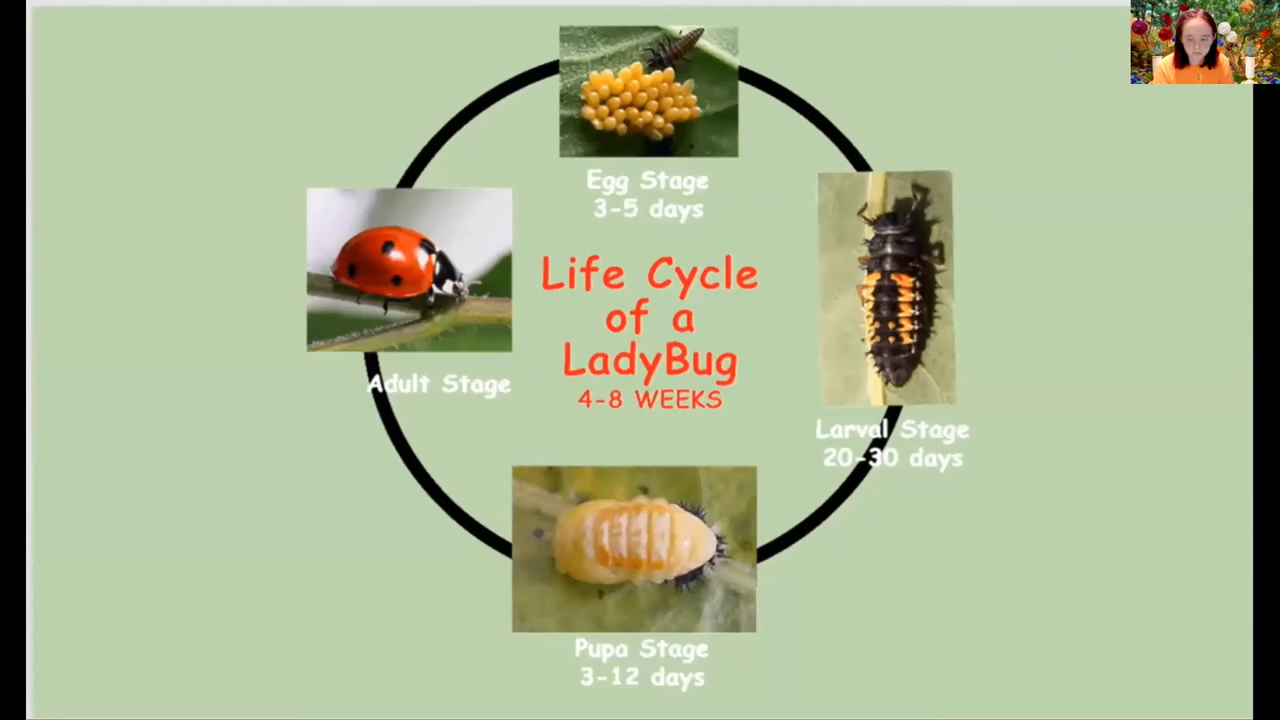 Egg Stage
3-5 days
Life Cycle
of a
LadyBug
4-8 WEEKS
Adult Stage
Larval Stage
20-30 days
Pupa Stage
3-12 days